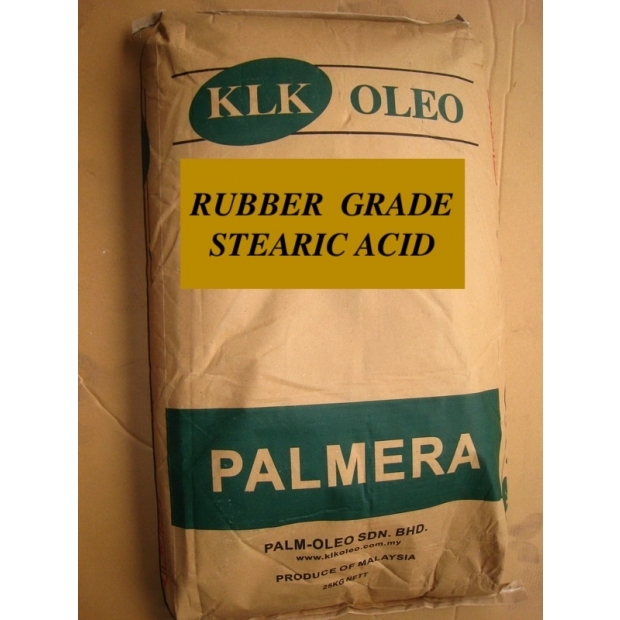 KLK OLEO
RUBBER GRADE
STEARIC ACID
PALMERA
PALM-OLEO SDN. BHD.
www.klkoleo.com.my
PRODUCE OF MALAYSIA
25KG NETT